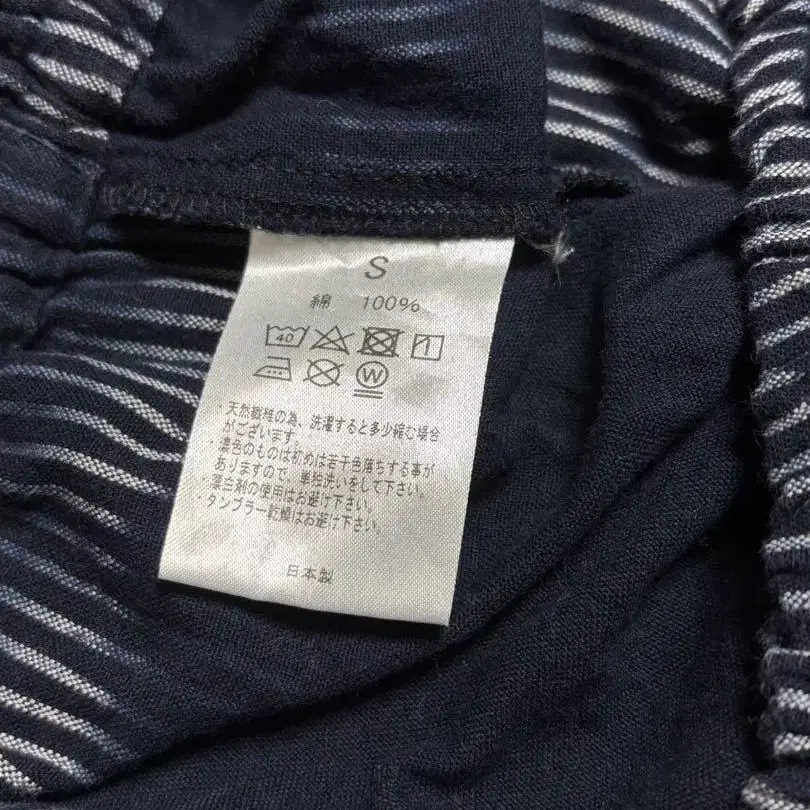 S
綿 100%
40
W
・天然繊維の為、洗濯すると多少縮む場合
がございます。
・濃色のものは初めは若干色落ちする事が
ありますので、単独洗いをして下さい。
・漂白剤の使用はお避け下さい。
・タンブラー乾燥はお避け下さい。
日本製